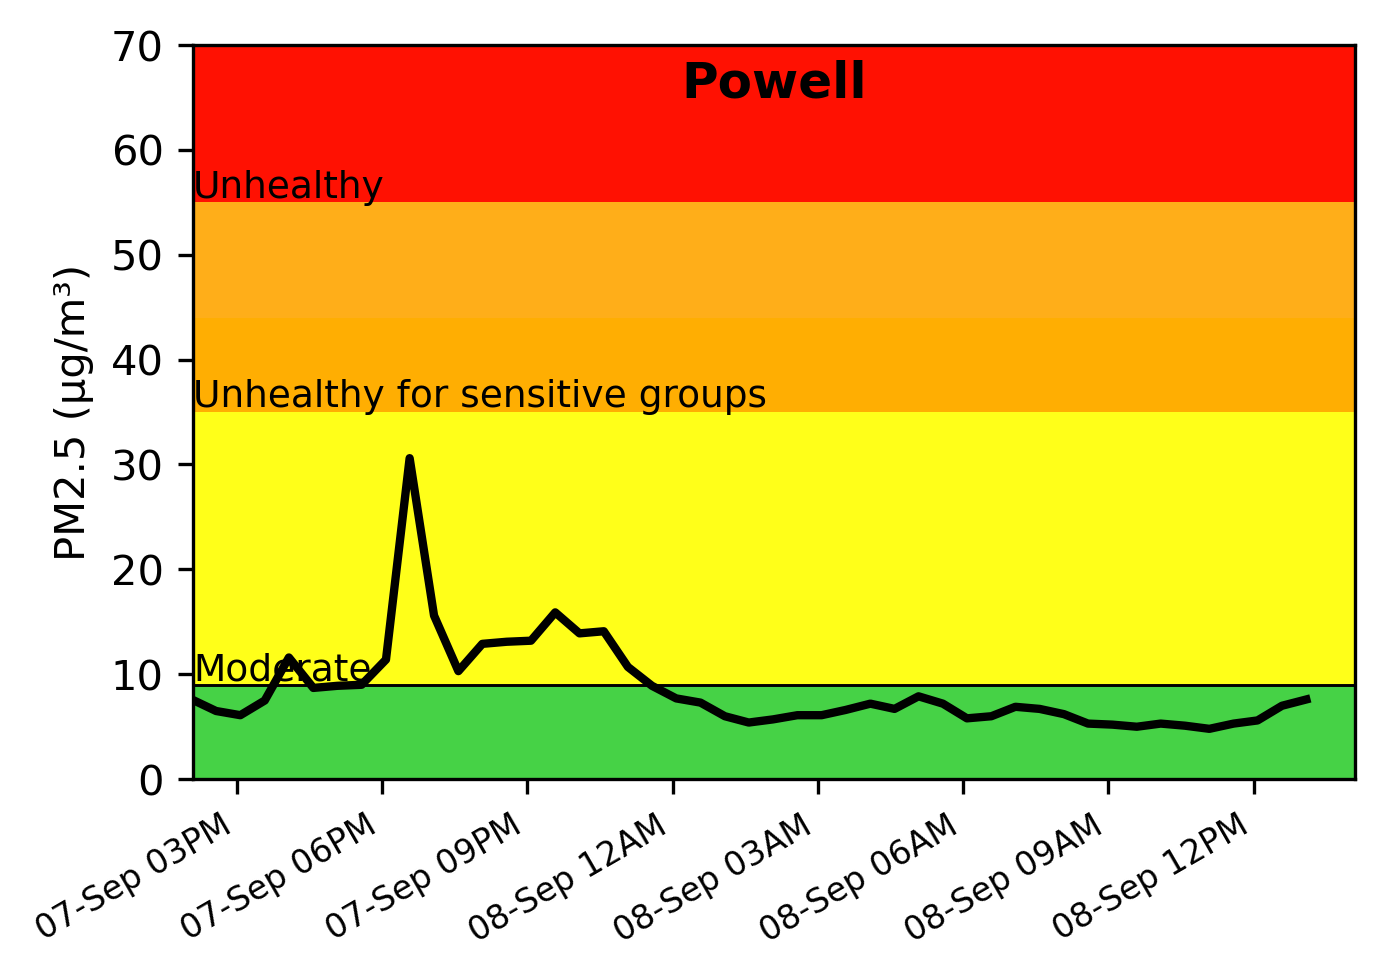 Powell
70
60
50
40
30
20
10
0
PM2.5 (µg/m³)
Unhealthy
Unhealthy for sensitive groups
Moderate
07-Sep 03PM
07-Sep 06PM
07-Sep 09PM
08-Sep 12AM
08-Sep 03AM
08-Sep 06AM
08-Sep 09AM
08-Sep 12PM